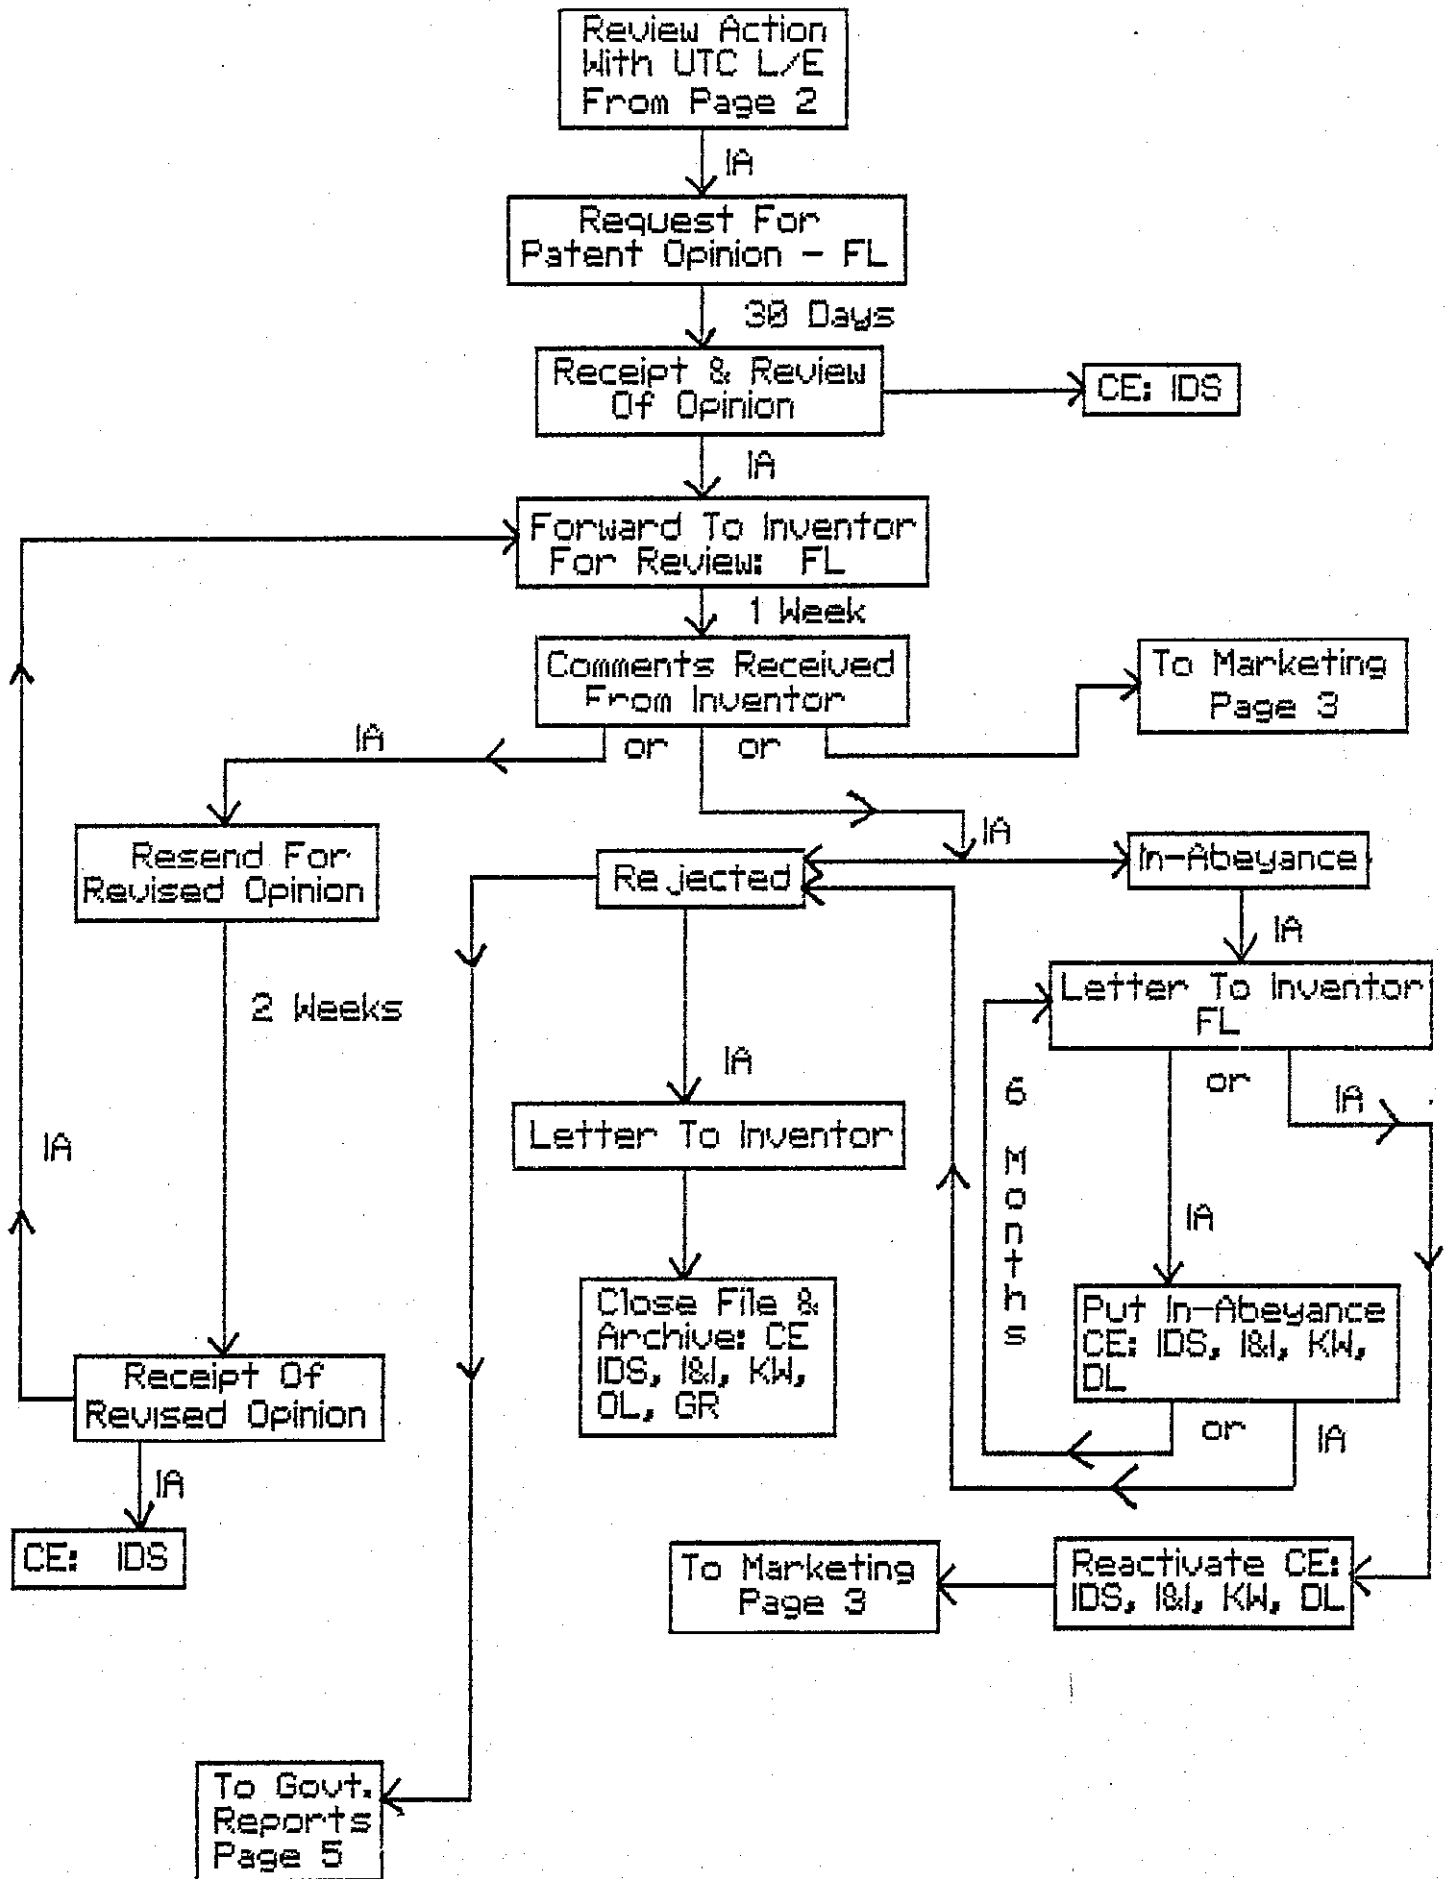 Review Action
With UTC L/E
From Page 2
IA
Request For
Patent Opinion - FL
30 Days
Receipt & Review
Of Opinion
CE: IDS
IA
Forward To Inventor
For Review: FL
1 Week
Comments Received
From Inventor
To Marketing
Page 3
IA
or
or
IA
Resend For
Revised Opinion
Rejected
In-Abeyance
IA
2 Weeks
Letter To Inventor
FL
IA
or
IA
6 Months
IA
Letter To Inventor
IA
Close File &
Archive: CE
IDS, I&I, KW,
DL, GR
Put In-Abeyance
CE: IDS, I&I, KW,
DL
Receipt Of
Revised Opinion
or
IA
IA
CE: IDS
To Marketing
Page 3
Reactivate CE:
IDS, I&I, KW, DL
To Govt.
Reports
Page 5